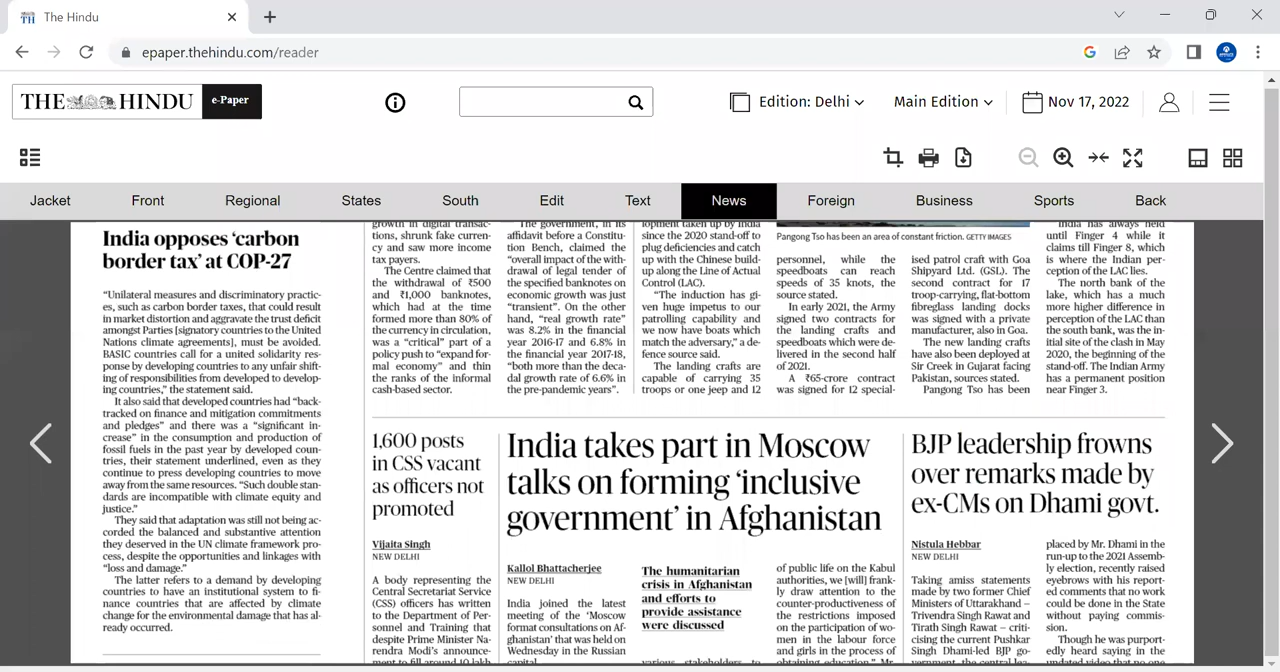 The Hindu
epaper.thehindu.com/reader
THE HINDU
e-Paper
Edition: Delhi
Main Edition
Nov 17, 2022
Jacket
Front
Regional
States
South
Edit
Text
News
Foreign
Business
Sports
Back
India opposes ‘carbon
border tax’ at COP-27
“Unilateral measures and discriminatory practic-
es, such as carbon border taxes, that could result
in market distortion and aggravate the trust deficit
amongst Parties [signatory countries to the United
Nations climate agreements], must be avoided.
BASIC countries call for a united solidarity res-
ponse by developing countries to any unfair shift-
ing of responsibilities from developed to develop-
ing countries,” the statement said.
It also said that developed countries had “back-
tracked on finance and mitigation commitments
and pledges” and there was a “significant in-
crease” in the consumption and production of
fossil fuels in the past year by developed coun-
tries, their statement underlined, even as they
continue to press developing countries to move
away from the same resources. “Such double stan-
dards are incompatible with climate equity and
justice.”
They said that adaptation was still not being ac-
corded the balanced and substantive attention
they deserved in the UN climate framework pro-
cess, despite the opportunities and linkages with
“loss and damage.”
The latter refers to a demand by developing
countries to have an institutional system to fi-
nance countries that are affected by climate
change for the environmental damage that has al-
ready occurred.
growth in digital transac-
tions, shrunk fake curren-
cy and saw more income
tax payers.
The Centre claimed that
the withdrawal of ₹500
and ₹1,000 banknotes,
which had at the time
formed more than 80% of
the currency in circulation,
was a “critical” part of a
policy push to “expand for-
mal economy” and thin
the ranks of the informal
cash-based sector.
The government, in its
affidavit before a Constitu-
tion Bench, claimed the
“overall impact of the with-
drawal of legal tender of
the specified banknotes on
economic growth was just
“transient”. On the other
hand, “real growth rate”
was 8.2% in the financial
year 2016-17 and 6.8% in
the financial year 2017-18,
“both more than the deca-
dal growth rate of 6.6% in
the pre-pandemic years”.
lopment taken up by India
since the 2020 stand-off to
plug deficiencies and catch
up with the Chinese build-
up along the Line of Actual
Control (LAC).
“The induction has gi-
ven huge impetus to our
patrolling capability and
we now have boats which
match the adversary,” a de-
fence source said.
The landing crafts are
capable of carrying 35
troops or one jeep and 12
Pangong Tso has been an area of constant friction. GETTY IMAGES
personnel, while the
speedboats can reach
speeds of 35 knots, the
source stated.
In early 2021, the Army
signed two contracts for
the landing crafts and
speedboats which were de-
livered in the second half
of 2021.
A ₹65-crore contract
was signed for 12 special-
ised patrol craft with Goa
Shipyard Ltd. (GSL). The
second contract for 17
troop-carrying, flat-bottom
fibreglass landing docks
was signed with a private
manufacturer, also in Goa.
The new landing crafts
have also been deployed at
Sir Creek in Gujarat facing
Pakistan, sources stated.
Pangong Tso has been
India has always held
until Finger 4 while it
claims till Finger 8, which
is where the Indian per-
ception of the LAC lies.
The north bank of the
lake, which has a much
more higher difference in
perception of the LAC than
the south bank, was the in-
itial site of the clash in May
2020, the beginning of the
stand-off. The Indian Army
has a permanent position
near Finger 3.
1,600 posts
in CSS vacant
as officers not
promoted
Vijaita Singh
NEW DELHI
A body representing the
Central Secretariat Service
(CSS) officers has written
to the Department of Per-
sonnel and Training that
despite Prime Minister Na-
rendra Modi’s announce-
ment to fill around 10 lakh
India takes part in Moscow
talks on forming ‘inclusive
government’ in Afghanistan
Kallol Bhattacherjee
NEW DELHI
India joined the latest
meeting of the ‘Moscow
format consultations on Af-
ghanistan’ that was held on
Wednesday in the Russian
capital.
The humanitarian
crisis in Afghanistan
and efforts to
provide assistance
were discussed
various stakeholders to
of public life on the Kabul
authorities, we [will] frank-
ly draw attention to the
counter-productiveness of
the restrictions imposed
on the participation of wo-
men in the labour force
and girls in the process of
obtaining education,” Mr.
BJP leadership frowns
over remarks made by
ex-CMs on Dhami govt.
Nistula Hebbar
NEW DELHI
Taking amiss statements
made by two former Chief
Ministers of Uttarakhand –
Trivendra Singh Rawat and
Tirath Singh Rawat – criti-
cising the current Pushkar
Singh Dhami-led BJP go-
vernment, the central lea-
placed by Mr. Dhami in the
run-up to the 2021 Assemb-
ly election, recently raised
eyebrows with his report-
ed comments that no work
could be done in the State
without paying commis-
sion.
Though he was purport-
edly heard saying in the
undated video that no one